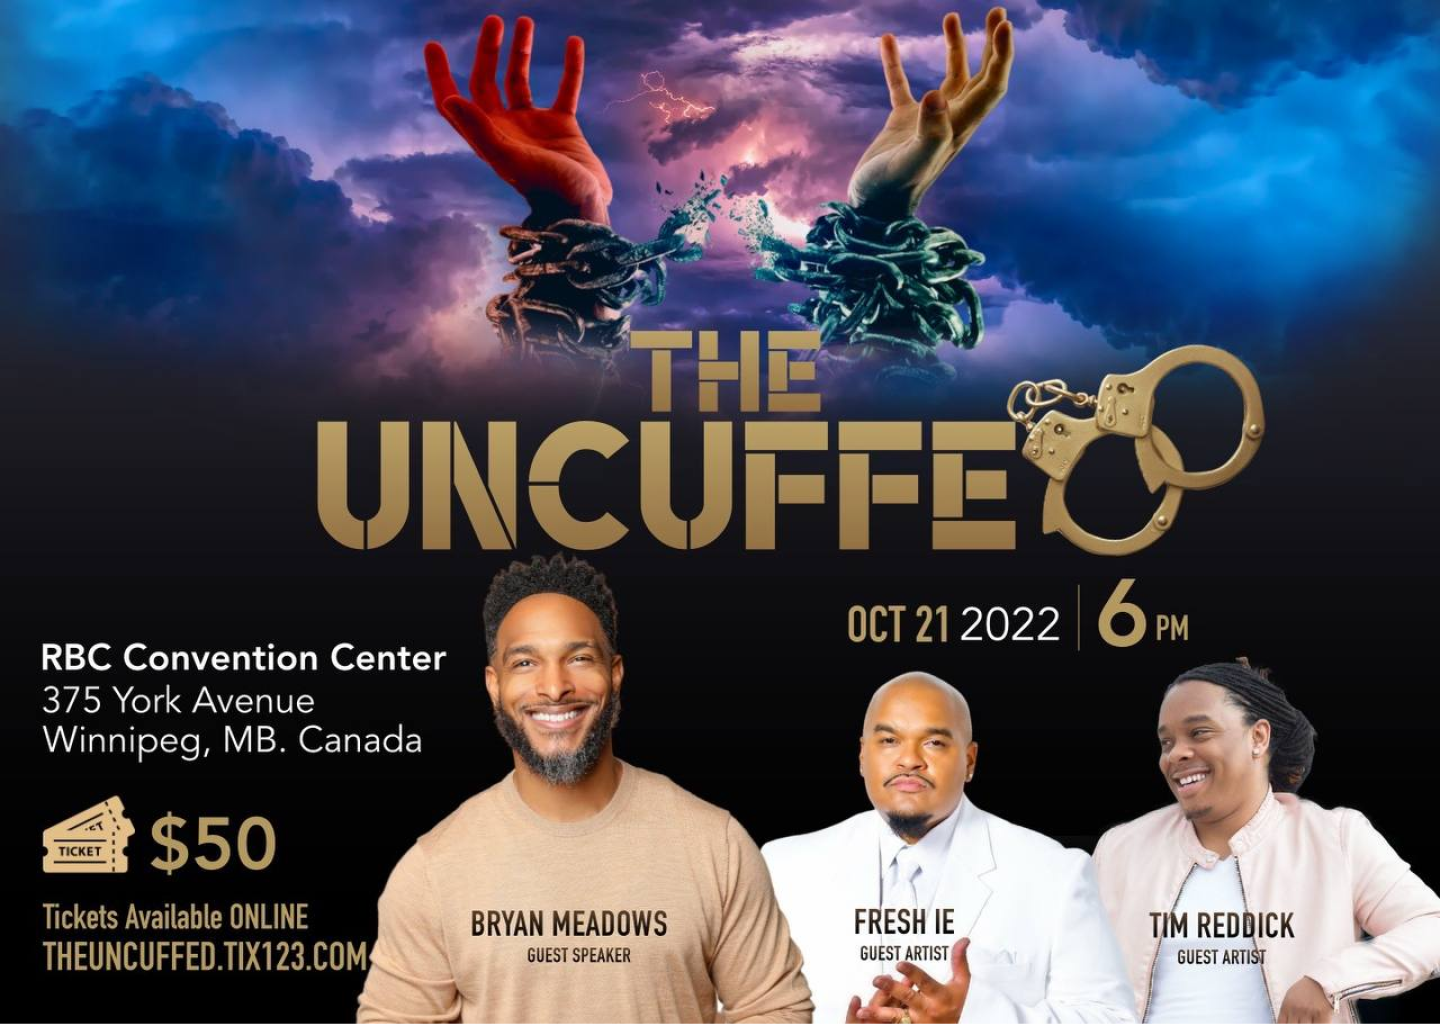 THE
UNCUFFED
OCT 21 2022 | 6 PM
RBC Convention Center
375 York Avenue
Winnipeg, MB. Canada
TICKET
$50
Tickets Available ONLINE
THEUNCUFFED.TIX123.COM
BRYAN MEADOWS
GUEST SPEAKER
FRESH IE
GUEST ARTIST
TIM REDDICK
GUEST ARTIST